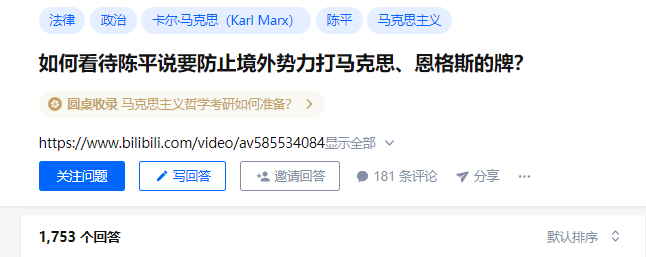 法律 政治 卡尔·马克思（Karl Marx） 陈平 马克思主义
如何看待陈平说要防止境外势力打马克思、恩格斯的牌?
圆桌收录 马克思主义哲学考研如何准备？
https://www.bilibili.com/video/av585534084显示全部
关注问题 写回答 邀请回答 181 条评论 分享 ···
1,753 个回答 默认排序